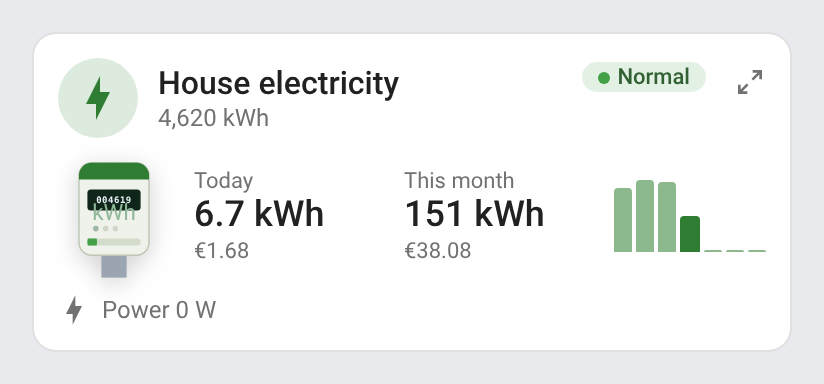 House electricity
4,620 kWh
Normal
004619
kWh
Today
6.7 kWh
€1.68
This month
151 kWh
€38.08
Power 0 W